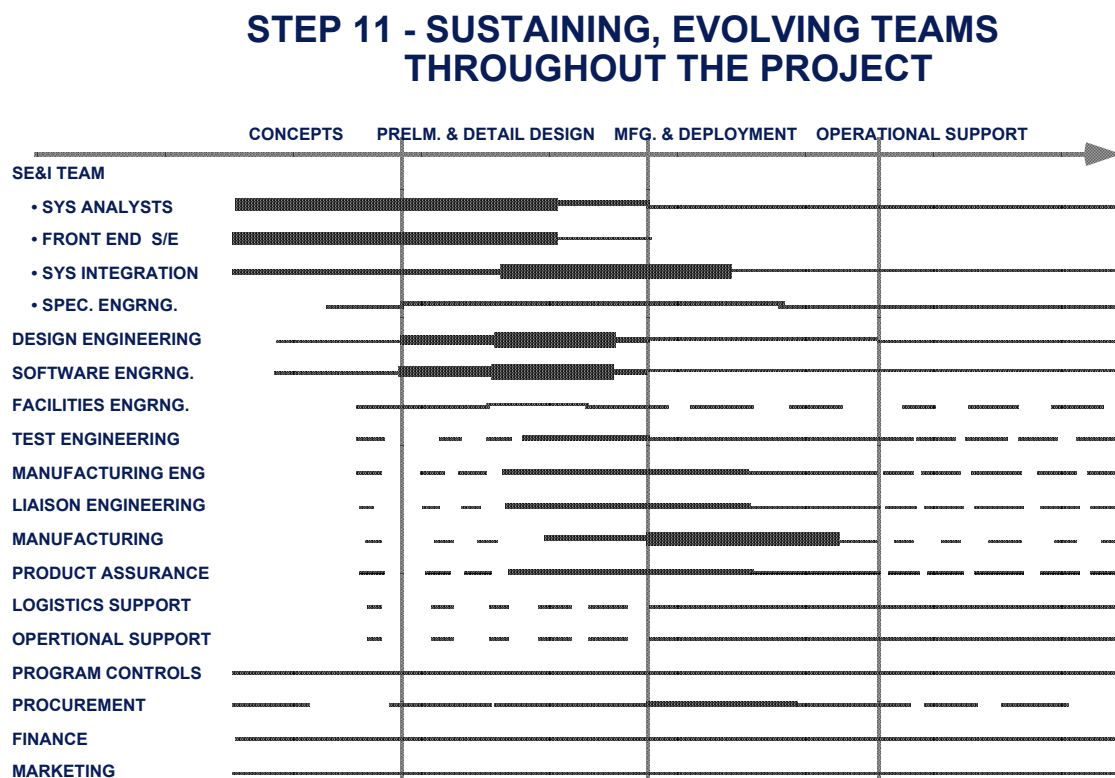 STEP 11 - SUSTAINING, EVOLVING TEAMS
THROUGHOUT THE PROJECT
CONCEPTS PRELM. & DETAIL DESIGN MFG. & DEPLOYMENT OPERATIONAL SUPPORT
SE&I TEAM
• SYS ANALYSTS
• FRONT END S/E
• SYS INTEGRATION
• SPEC. ENGRNG.
DESIGN ENGINEERING
SOFTWARE ENGRNG.
FACILITIES ENGRNG.
TEST ENGINEERING
MANUFACTURING ENG
LIAISON ENGINEERING
MANUFACTURING
PRODUCT ASSURANCE
LOGISTICS SUPPORT
OPERTIONAL SUPPORT
PROGRAM CONTROLS
PROCUREMENT
FINANCE
MARKETING